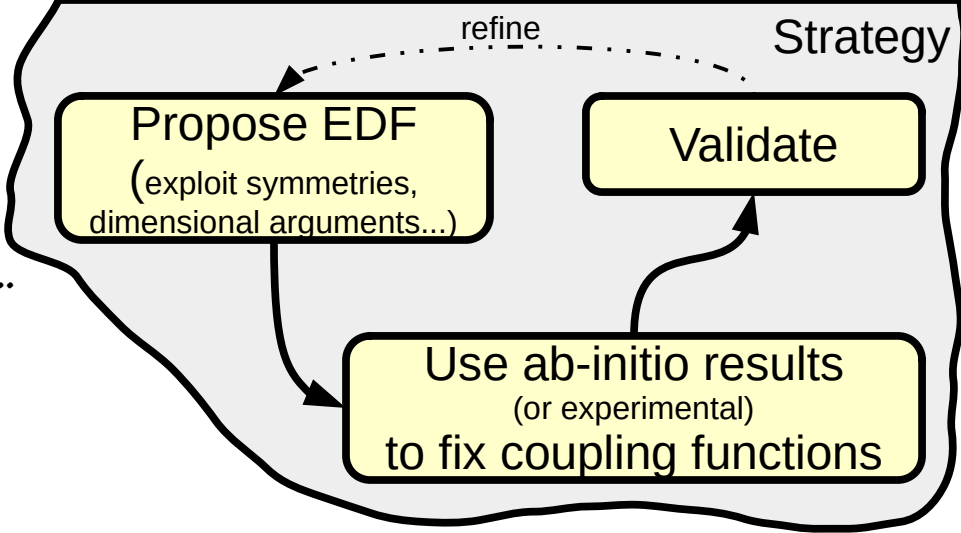 refine
Strategy
Propose EDF
(exploit symmetries,
dimensional arguments...)
Validate
..
Use ab-initio results
(or experimental)
to fix coupling functions